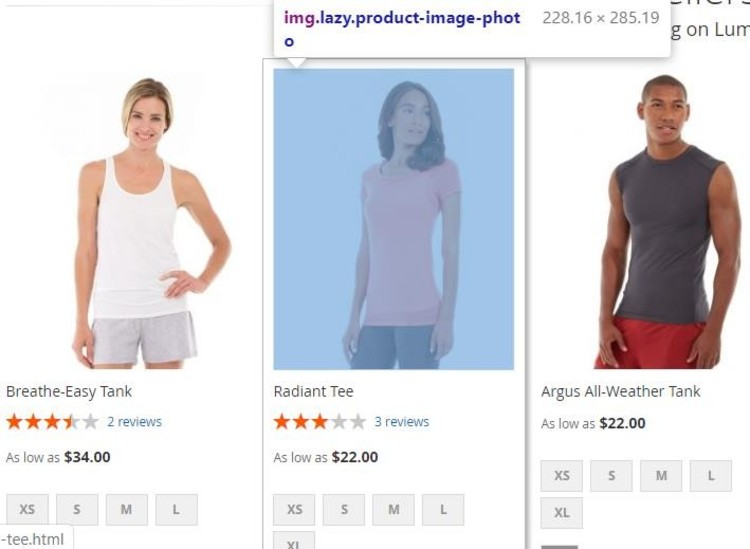 img.lazy.product-image-phot
o
228.16 × 285.19
g on Lum
Breathe-Easy Tank
2 reviews
As low as $34.00
XS S M L
Radiant Tee
3 reviews
As low as $22.00
XS S M L
XL
Argus All-Weather Tank
As low as $22.00
XS S M L
XL
-tee.html